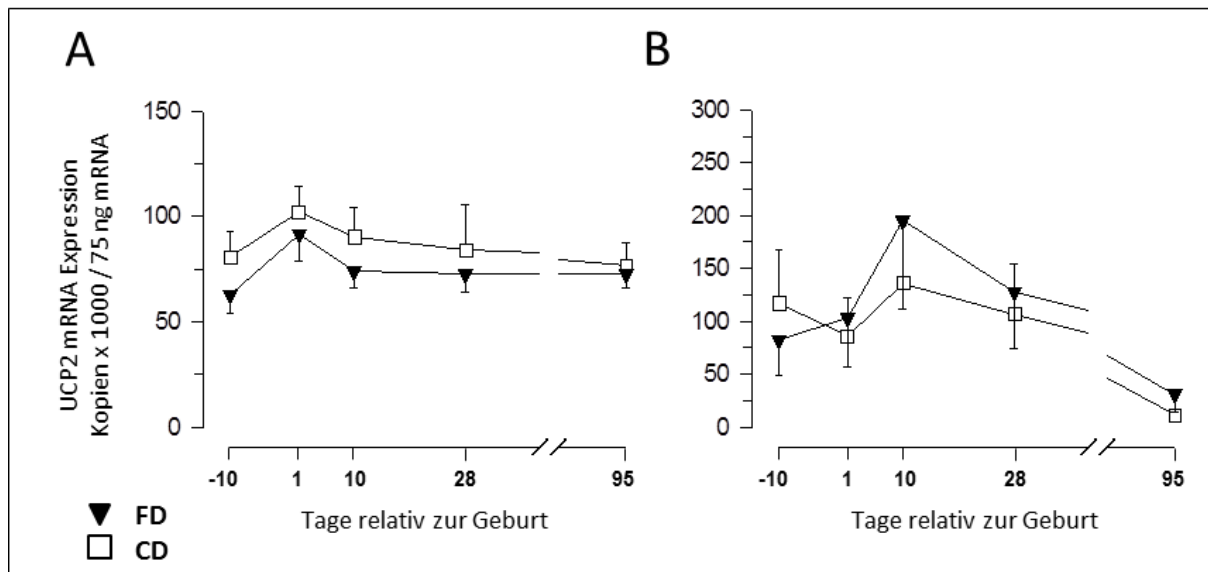 A
B
UCP2 mRNA Expression
Kopien x 1000 / 75 ng mRNA
150
100
50
0
-10 1 10 28 95
Tage relativ zur Geburt
300
250
200
150
100
50
0
-10 1 10 28 95
Tage relativ zur Geburt
FD
CD